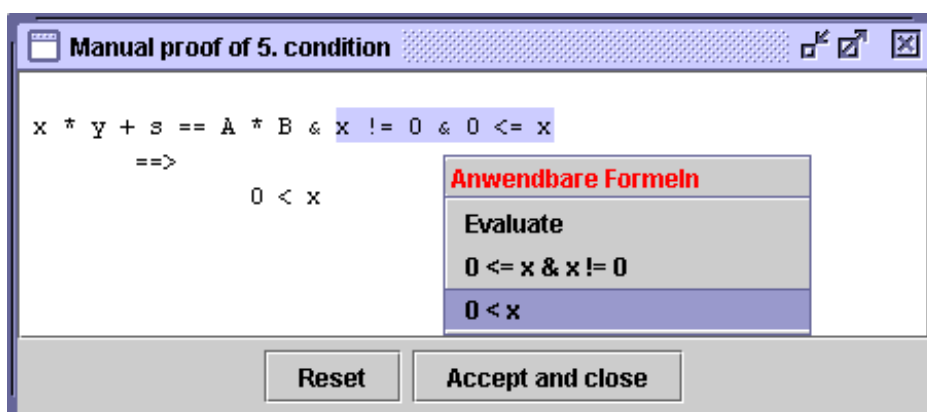 Manual proof of 5. condition
x * y + s == A * B & x != 0 & 0 <= x
==>
0 < x
Anwendbare Formeln
Evaluate
0 <= x & x != 0
0 < x
Reset
Accept and close